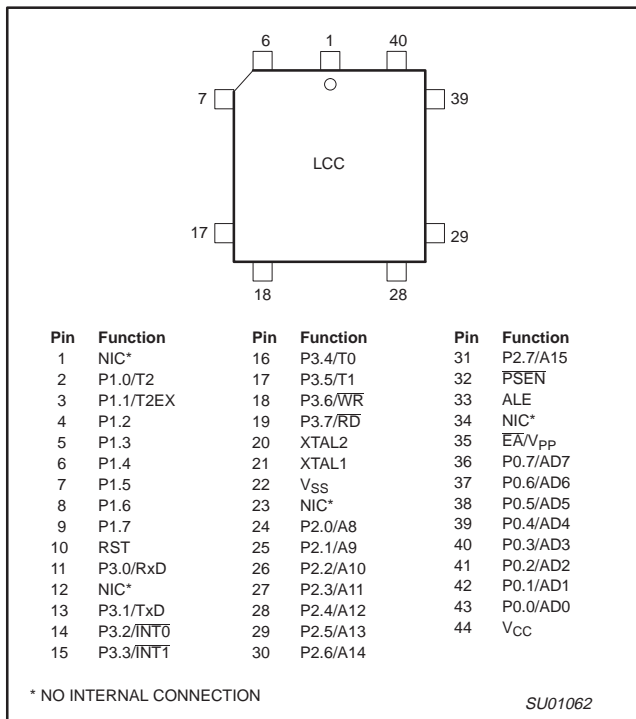 6 1 40
7 39
LCC
17 29
18 28
Pin Function Pin Function Pin Function
1 NIC* 16 P3.4/T0 31 P2.7/A15
2 P1.0/T2 17 P3.5/T1 32 P̅S̅E̅N̅
3 P1.1/T2EX 18 P3.6/W̅R̅ 33 ALE
4 P1.2 19 P3.7/R̅D̅ 34 NIC*
5 P1.3 20 XTAL2 35 E̅A̅/VPP
6 P1.4 21 XTAL1 36 P0.7/AD7
7 P1.5 22 VSS 37 P0.6/AD6
8 P1.6 23 NIC* 38 P0.5/AD5
9 P1.7 24 P2.0/A8 39 P0.4/AD4
10 RST 25 P2.1/A9 40 P0.3/AD3
11 P3.0/RxD 26 P2.2/A10 41 P0.2/AD2
12 NIC* 27 P2.3/A11 42 P0.1/AD1
13 P3.1/TxD 28 P2.4/A12 43 P0.0/AD0
14 P3.2/I̅N̅T̅0̅ 29 P2.5/A13 44 VCC
15 P3.3/I̅N̅T̅1̅ 30 P2.6/A14
* NO INTERNAL CONNECTION SU01062